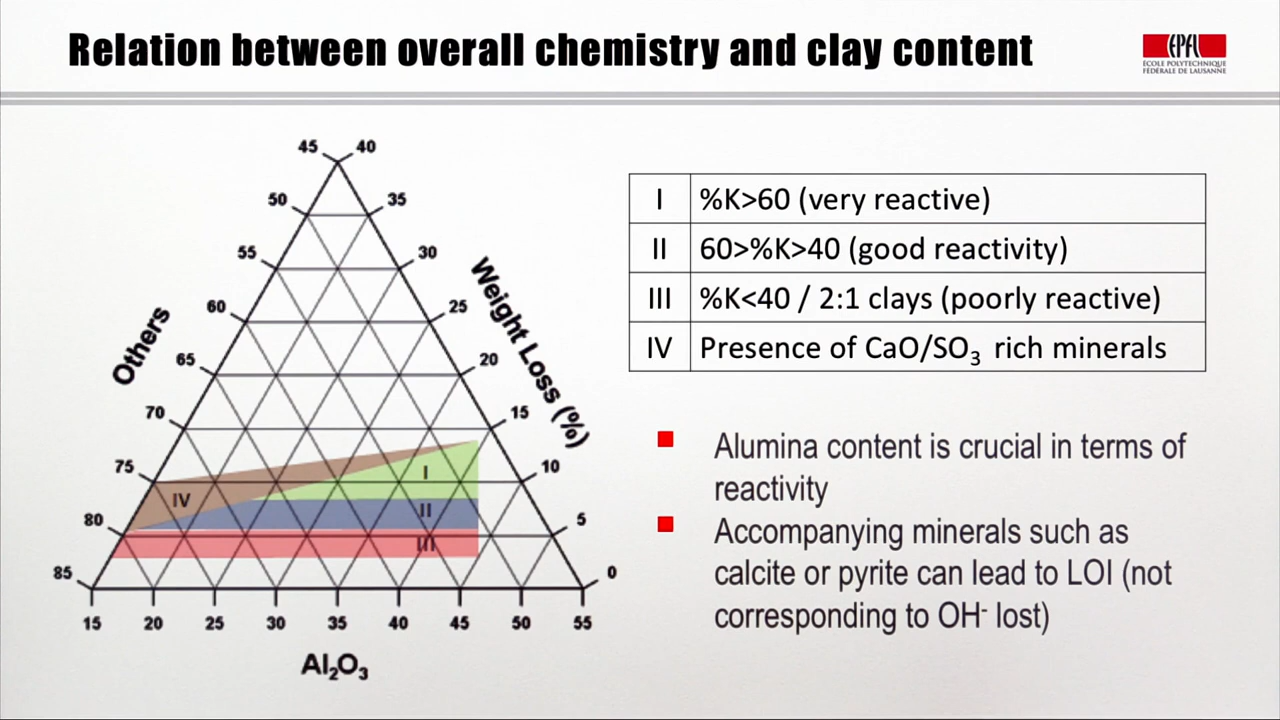 Relation between overall chemistry and clay content
EPFL
ÉCOLE POLYTECHNIQUE
FÉDÉRALE DE LAUSANNE
45
40
50
35
55
30
60
25
65
20
70
15
75
10
80
5
85
0
15 20 25 30 35 40 45 50 55
Others
Weight Loss (%)
Al₂O₃
I
IV
II
III
I %K>60 (very reactive)
II 60>%K>40 (good reactivity)
III %K<40 / 2:1 clays (poorly reactive)
IV Presence of CaO/SO₃ rich minerals
Alumina content is crucial in terms of
reactivity
Accompanying minerals such as
calcite or pyrite can lead to LOI (not
corresponding to OH⁻ lost)